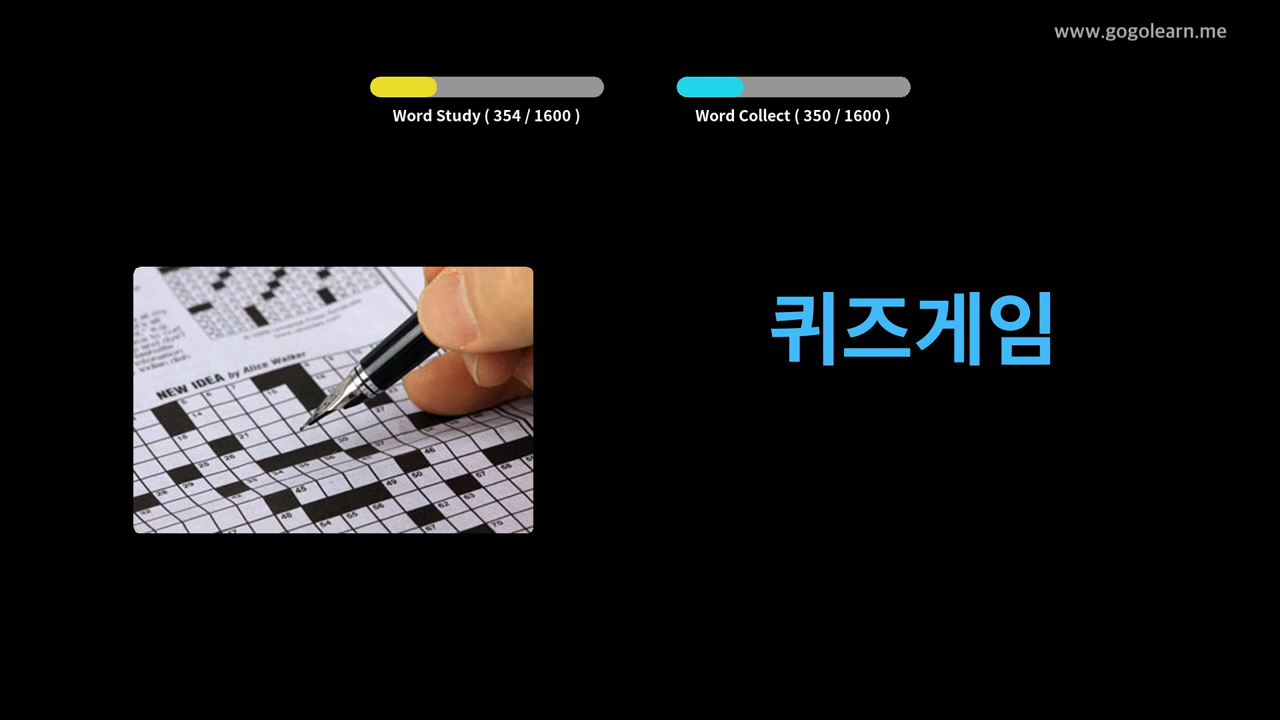 www.gogolearn.me
Word Study ( 354 / 1600 )
Word Collect ( 350 / 1600 )
퀴즈게임
NEW IDEA by Alice Walker